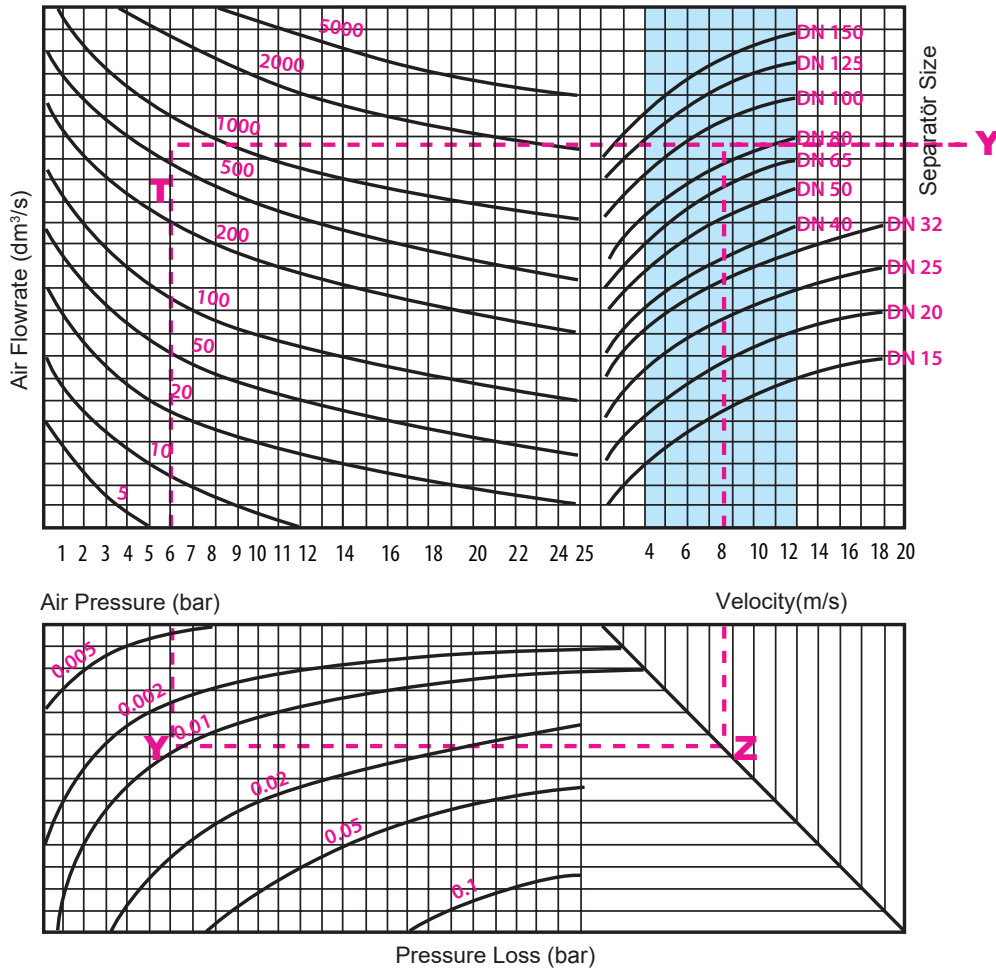 5000
2000
1000
500
200
100
50
20
10
5
T
DN 150
DN 125
DN 100
DN 80
DN 65
DN 50
DN 40
DN 32
DN 25
DN 20
DN 15
Y
Separatör Size
Air Flowrate (dm³/s)
1 2 3 4 5 6 7 8 9 10 11 12 14 16 18 20 22 24 25
4 6 8 10 12 14 16 18 20
Air Pressure (bar)
Velocity(m/s)
0.005
0.002
0.01
Y
Z
0.02
0.05
0.1
Pressure Loss (bar)